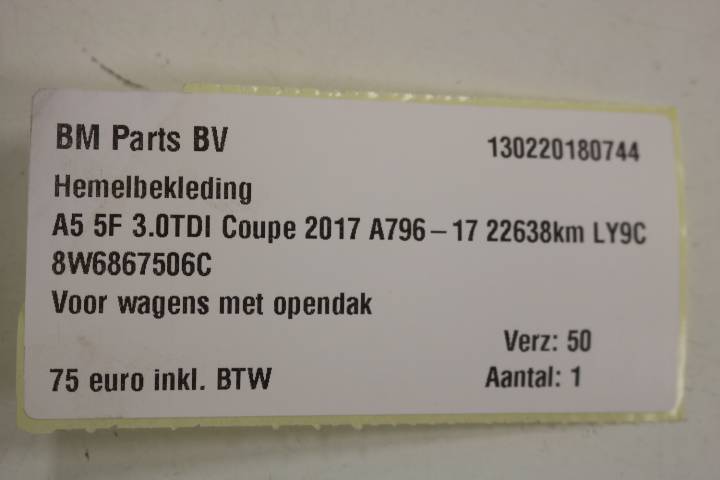 BM Parts BV 130220180744
Hemelbekleding
A5 5F 3.0TDI Coupe 2017 A796-17 22638km LY9C
8W6867506C
Voor wagens met opendak
Verz: 50
75 euro inkl. BTW Aantal: 1